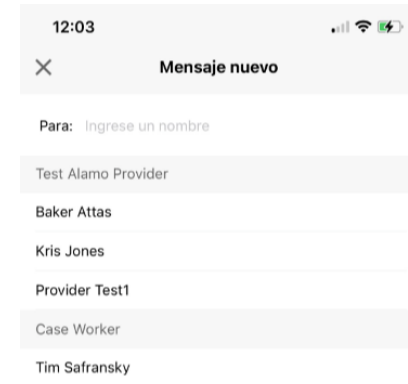 12:03
Mensaje nuevo
Para: Ingrese un nombre
Test Alamo Provider
Baker Attas
Kris Jones
Provider Test1
Case Worker
Tim Safransky